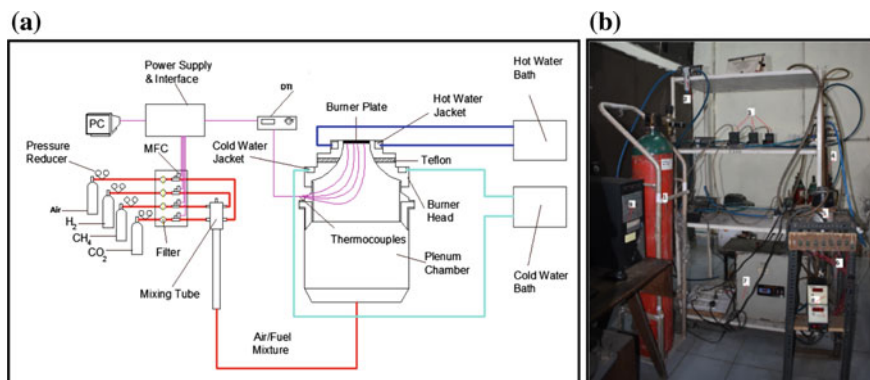 (a)
(b)
Power Supply
& Interface
DTI
Burner Plate
Hot Water
Jacket
Hot Water
Bath
PC
Cold Water
Jacket
Pressure
Reducer
MFC
Teflon
Air
H2
CH4
CO2
Filter
Thermocouples
Burner
Head
Mixing Tube
Plenum
Chamber
Cold Water
Bath
Air/Fuel
Mixture